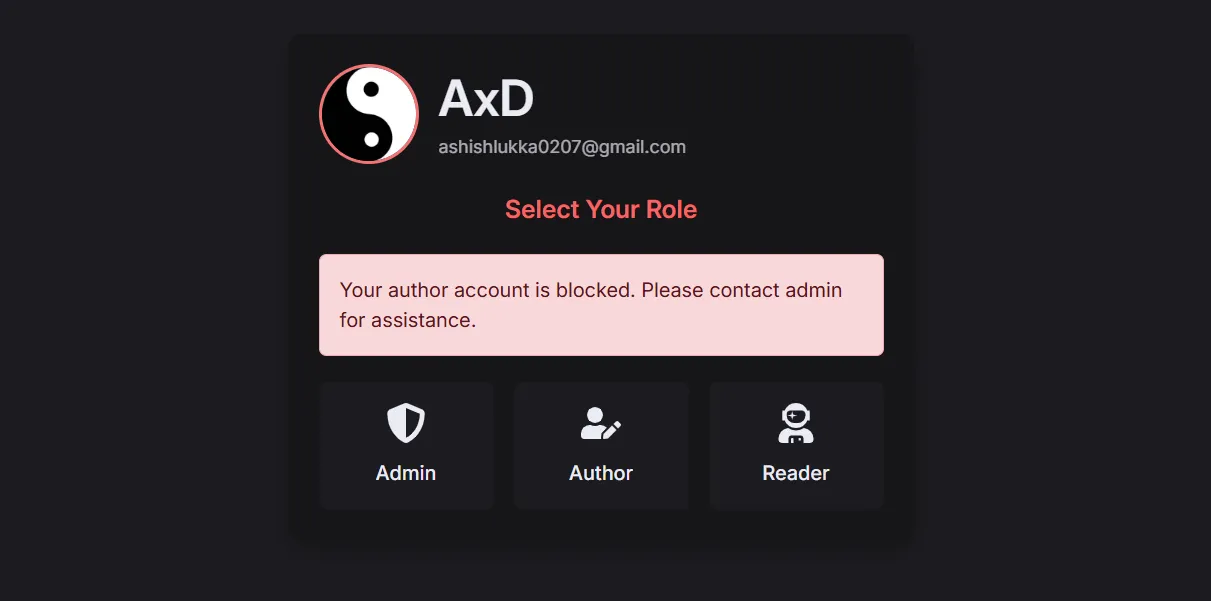 AxD
ashishlukka0207@gmail.com
Select Your Role
Your author account is blocked. Please contact admin
for assistance.
Admin
Author
Reader